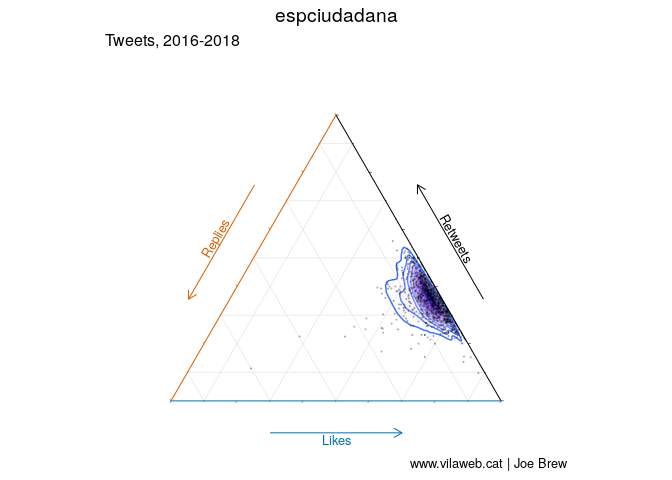 espciudadana
Tweets, 2016-2018
Replies
Retweets
Likes
www.vilaweb.cat | Joe Brew